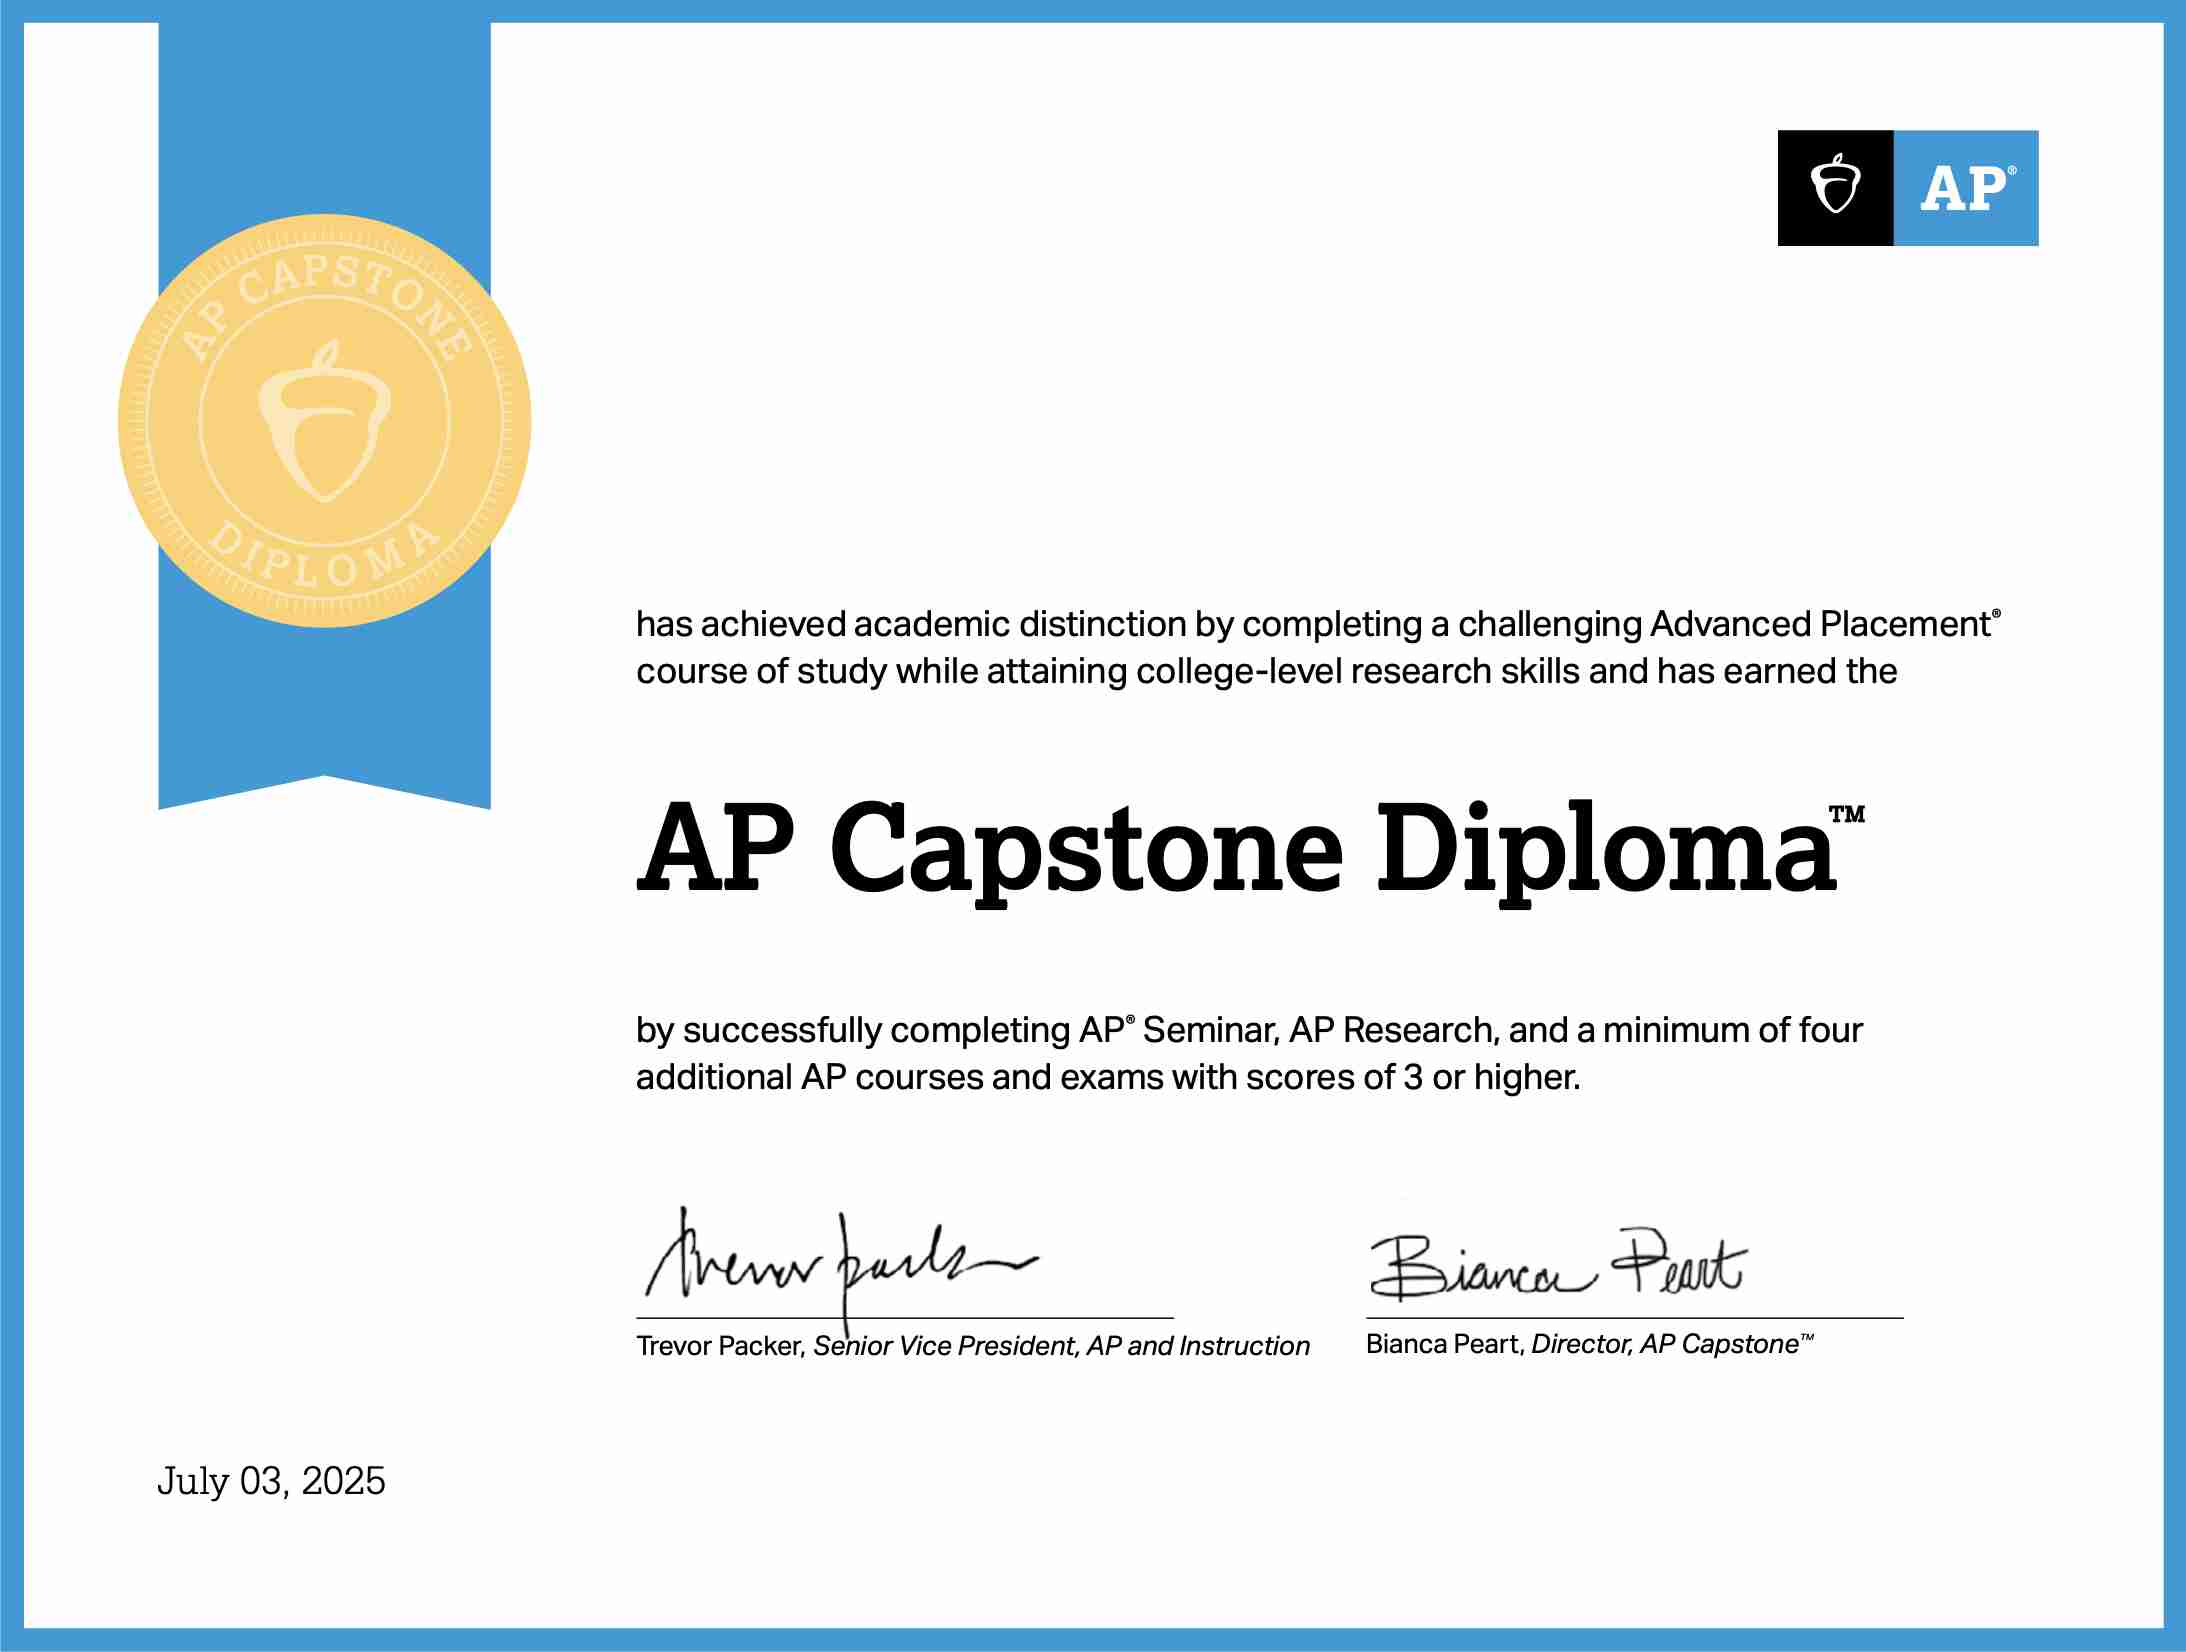 AP®
AP CAPSTONE
DIPLOMA
has achieved academic distinction by completing a challenging Advanced Placement®
course of study while attaining college-level research skills and has earned the
AP Capstone Diploma™
by successfully completing AP® Seminar, AP Research, and a minimum of four
additional AP courses and exams with scores of 3 or higher.
Trevor Packer Bianca Peart
Trevor Packer, Senior Vice President, AP and Instruction Bianca Peart, Director, AP Capstone™
July 03, 2025